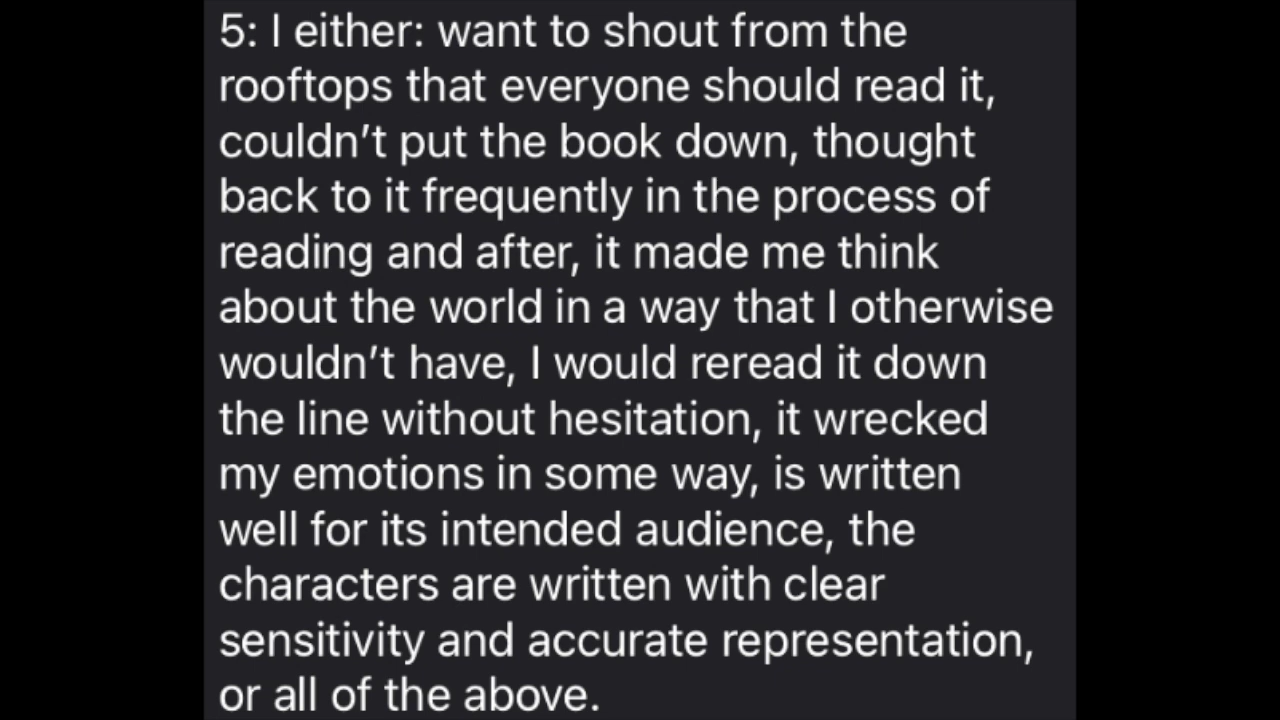 5: I either: want to shout from the
rooftops that everyone should read it,
couldn’t put the book down, thought
back to it frequently in the process of
reading and after, it made me think
about the world in a way that I otherwise
wouldn’t have, I would reread it down
the line without hesitation, it wrecked
my emotions in some way, is written
well for its intended audience, the
characters are written with clear
sensitivity and accurate representation,
or all of the above.